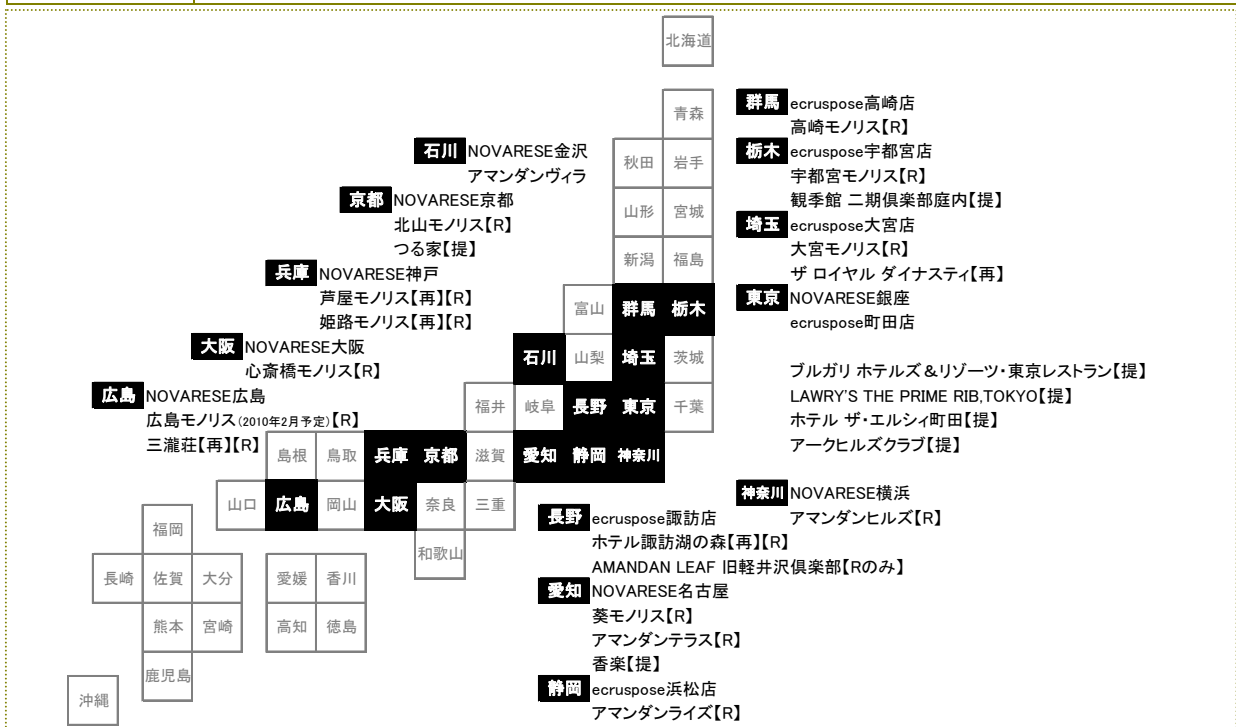 北海道
青森
秋田 岩手
山形 宮城
新潟 福島
富山 群馬 栃木
石川 山梨 埼玉 茨城
福井 岐阜 長野 東京 千葉
島根 鳥取 兵庫 京都 滋賀 愛知 静岡 神奈川
山口 広島 岡山 大阪 奈良 三重
福岡 和歌山
長崎 佐賀 大分 愛媛 香川
熊本 宮崎 高知 徳島
鹿児島
沖縄
石川 NOVARESE金沢
アマンダンヴィラ
京都 NOVARESE京都
北山モノリス【R】
つる家【提】
兵庫 NOVARESE神戸
芦屋モノリス【再】【R】
姫路モノリス【再】【R】
大阪 NOVARESE大阪
心斎橋モノリス【R】
広島 NOVARESE広島
広島モノリス(2010年2月予定)【R】
三瀧荘【再】【R】
群馬 ecruspose高崎店
高崎モノリス【R】
栃木 ecruspose宇都宮店
宇都宮モノリス【R】
観季館 二期倶楽部庭内【提】
埼玉 ecruspose大宮店
大宮モノリス【R】
ザ ロイヤル ダイナスティ【再】
東京 NOVARESE銀座
ecruspose町田店
ブルガリ ホテルズ&リゾーツ・東京レストラン【提】
LAWRY'S THE PRIME RIB,TOKYO【提】
ホテル ザ・エルシィ町田【提】
アークヒルズクラブ【提】
神奈川 NOVARESE横浜
アマンダンヒルズ【R】
長野 ecruspose諏訪店
ホテル諏訪湖の森【再】【R】
AMANDAN LEAF 旧軽井沢倶楽部【Rのみ】
愛知 NOVARESE名古屋
葵モノリス【R】
アマンダンテラス【R】
香楽【提】
静岡 ecruspose浜松店
アマンダンライズ【R】